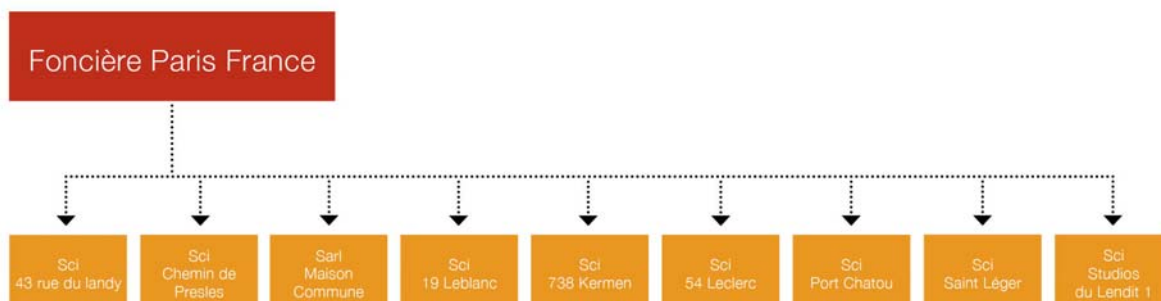 Foncière Paris France
Sci
43 rue du landy
Sci
Chemin de
Presles
Sarl
Maison
Commune
Sci
19 Leblanc
Sci
738 Kermen
Sci
54 Leclerc
Sci
Port Chatou
Sci
Saint Léger
Sci
Studios
du Lendit 1